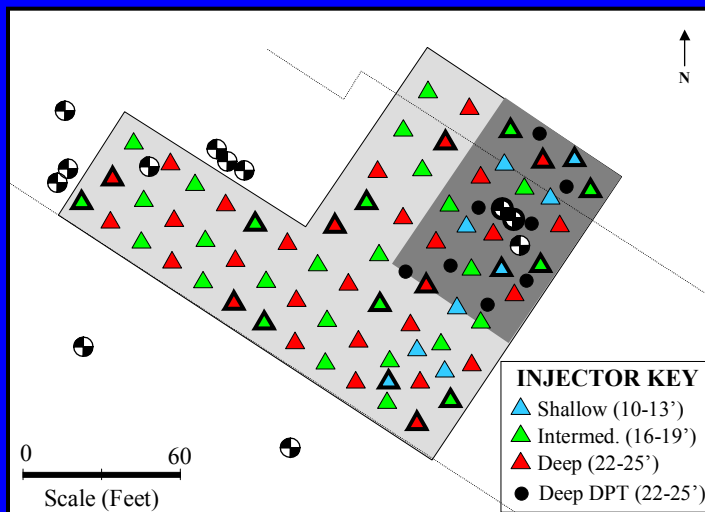 N
INJECTOR KEY
Shallow (10-13’)
Intermed. (16-19’)
Deep (22-25’)
Deep DPT (22-25’)
0 60
Scale (Feet)